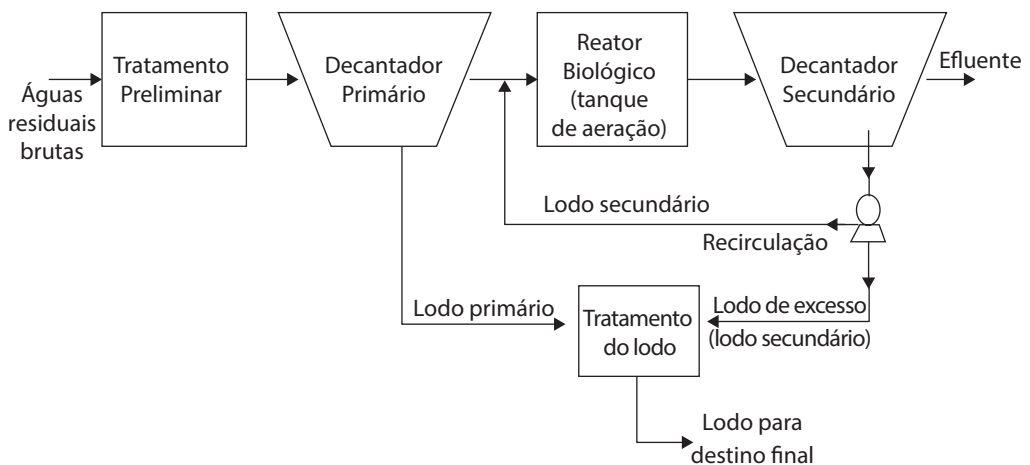 Águas
residuais
brutas
Tratamento
Preliminar
Decantador
Primário
Reator
Biológico
(tanque
de aeração)
Decantador
Secundário
Efluente
Lodo secundário
Recirculação
Lodo primário
Tratamento
do lodo
Lodo de excesso
(lodo secundário)
Lodo para
destino final